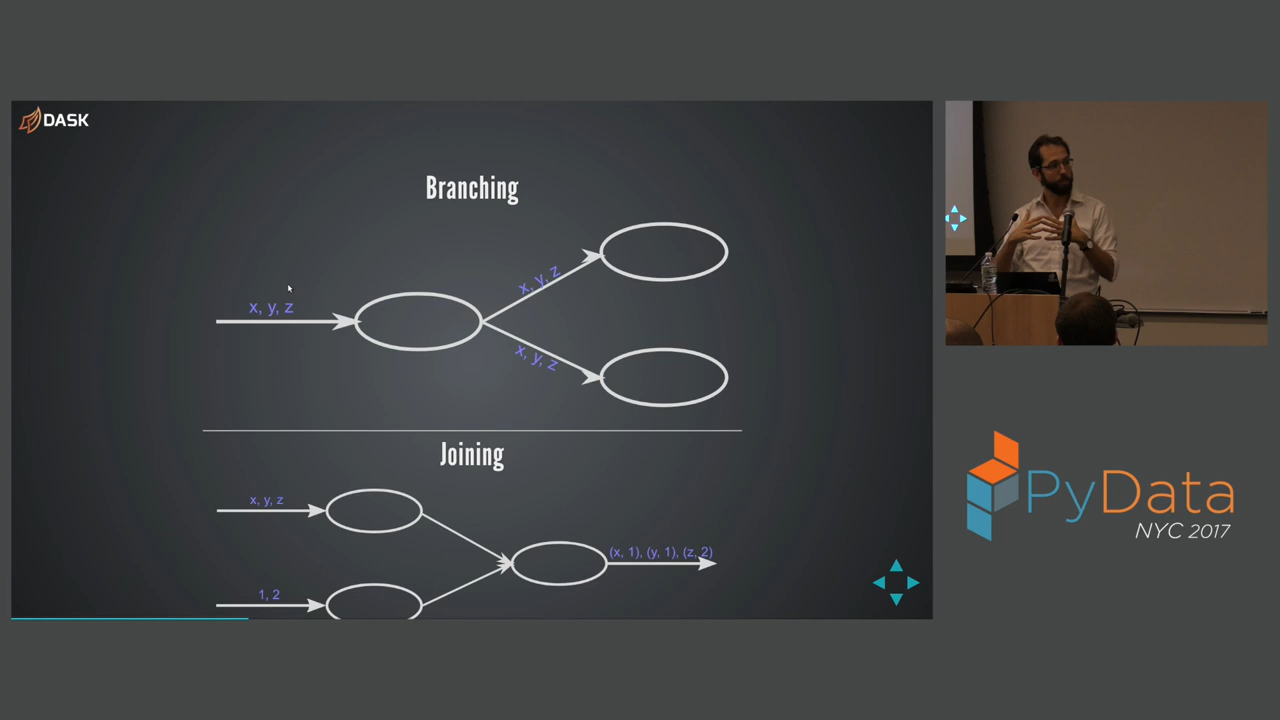 DASK
Branching
x, y, z
x, y, z
x, y, z
Joining
x, y, z
(x, 1), (y, 1), (z, 2)
1, 2
PyData
NYC 2017